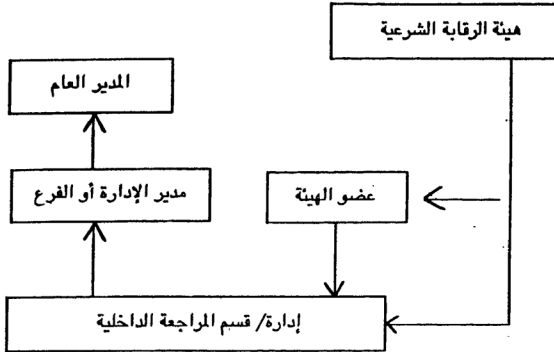 هيئة الرقابة الشرعية
المدير العام
مدير الإدارة أو الفرع
عضو الهيئة
إدارة/ قسم المراجعة الداخلية